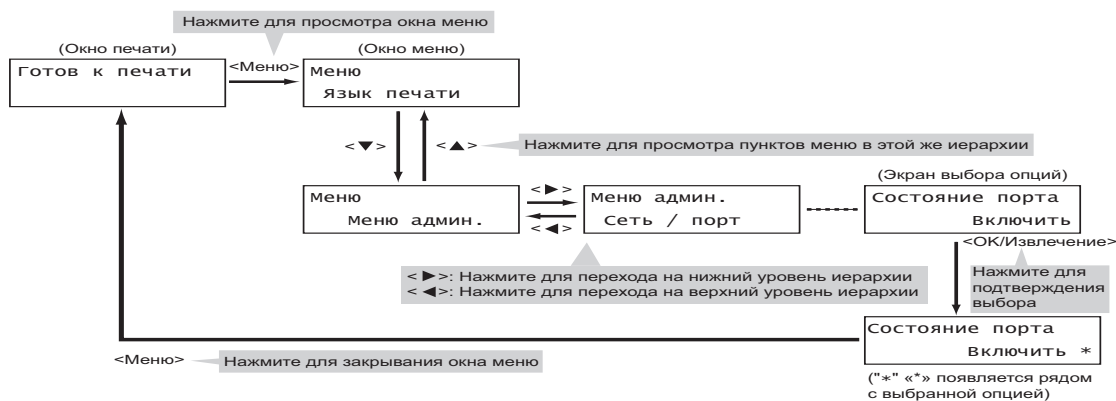 Нажмите для просмотра окна меню
(Окно печати)
(Окно меню)
Готов к печати
<Меню>
Меню
Язык печати
<▼>
<▲>
Нажмите для просмотра пунктов меню в этой же иерархии
Меню
Меню админ.
<►>
<◄>
Меню админ.
Сеть / порт
(Экран выбора опций)
Состояние порта
Включить
<OK/Извлечение>
Нажмите для
подтверждения
выбора
<►>: Нажмите для перехода на нижний уровень иерархии
<◄>: Нажмите для перехода на верхний уровень иерархии
Состояние порта
Включить *
("*" «*» появляется рядом
с выбранной опцией)
<Меню>
Нажмите для закрывания окна меню